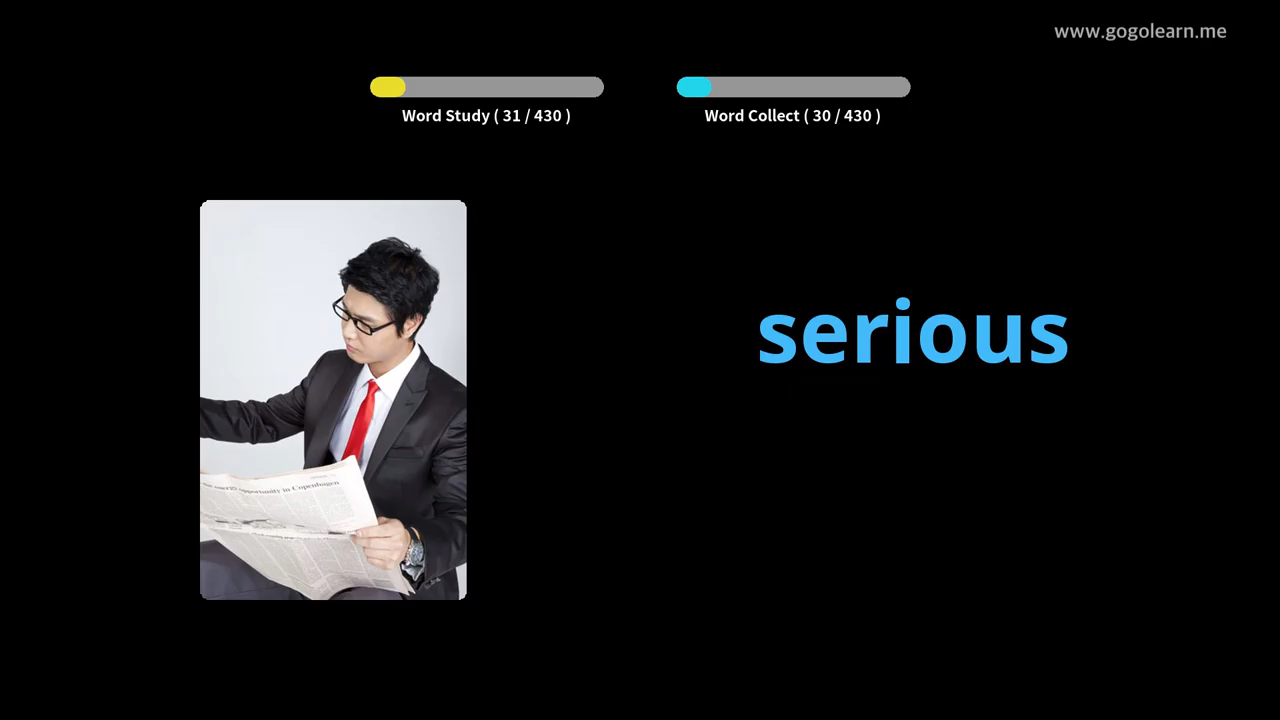 www.gogolearn.me
Word Study ( 31 / 430 )
Word Collect ( 30 / 430 )
serious
opportunity in Copenhagen